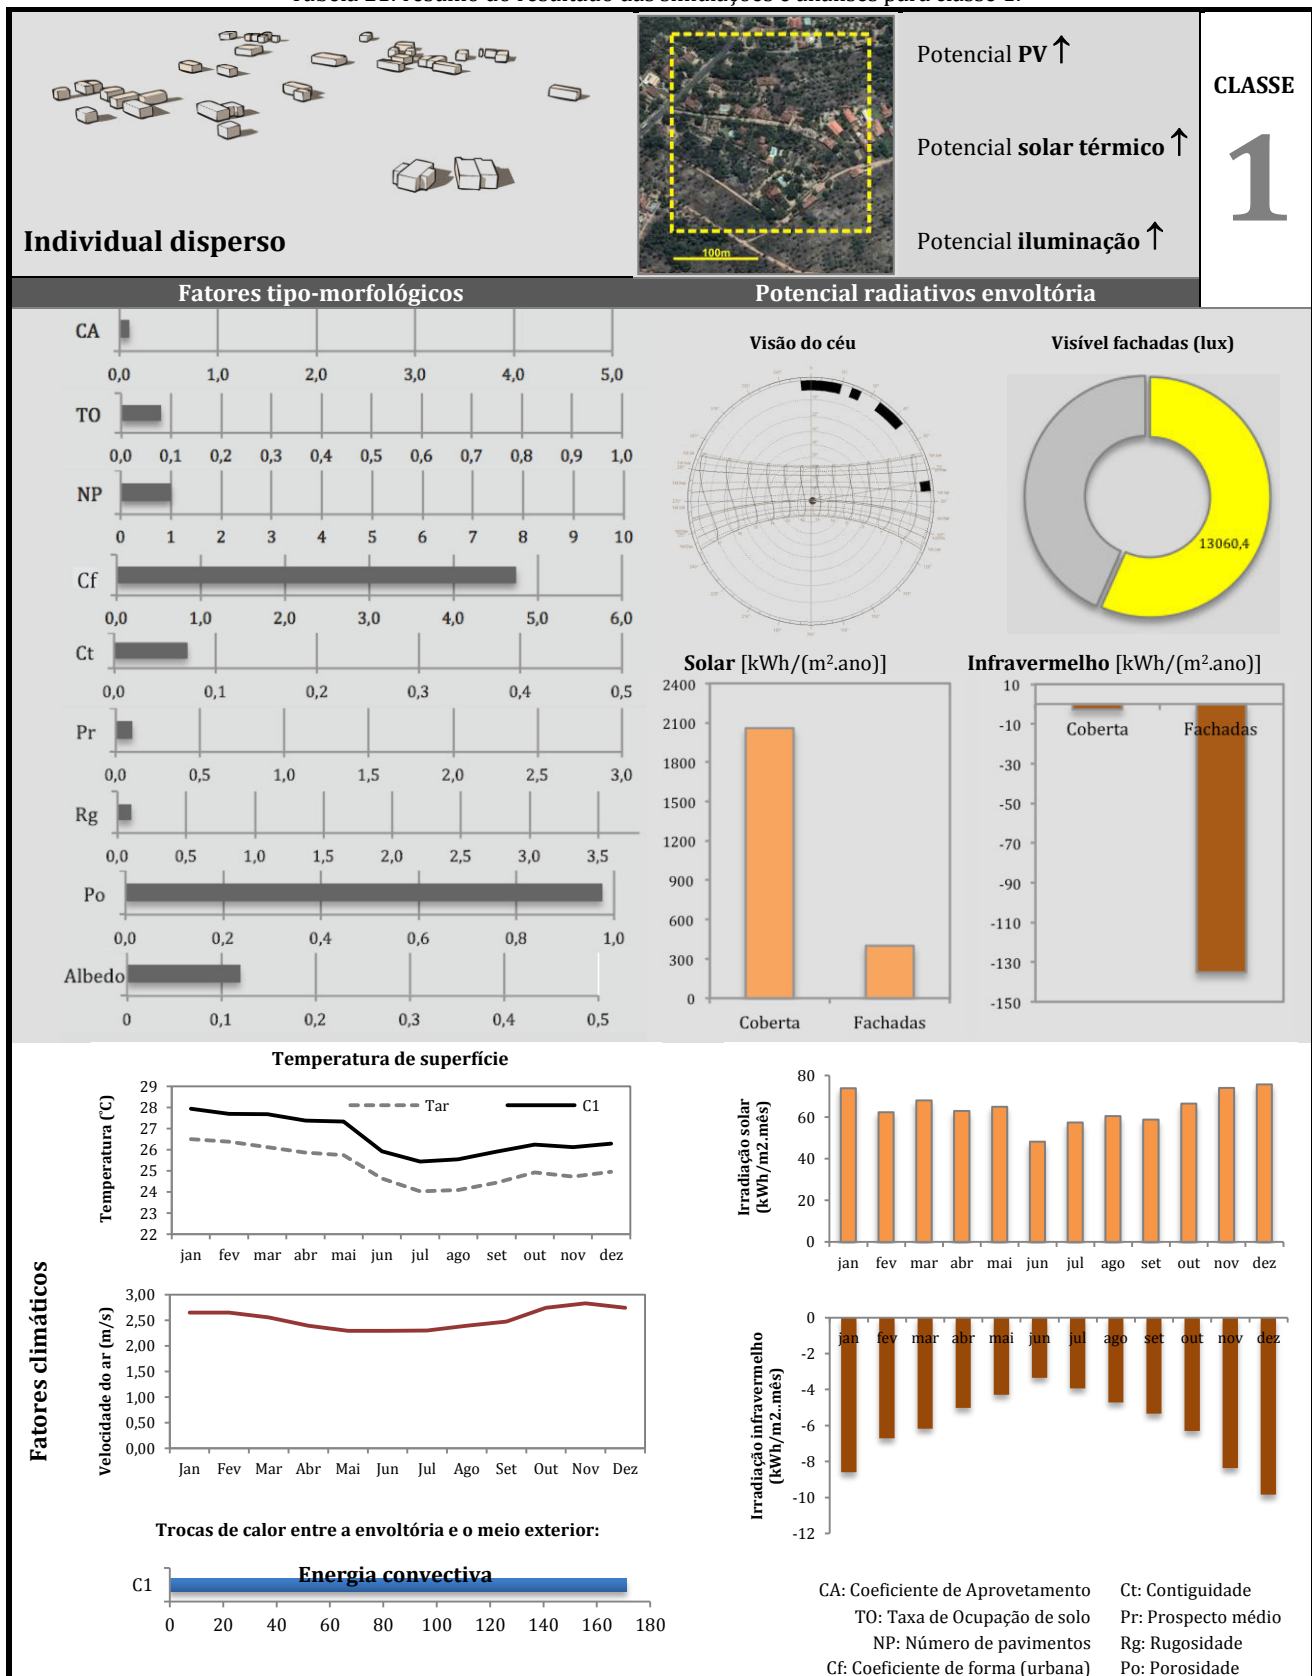 Individual disperso
100m
Potencial PV ↑
Potencial solar térmico ↑
Potencial iluminação ↑
CLASSE
1
Fatores tipo-morfológicos
Potencial radiativos envoltória
CA
0,0 1,0 2,0 3,0 4,0 5,0
TO
0,0 0,1 0,2 0,3 0,4 0,5 0,6 0,7 0,8 0,9 1,0
NP
0 1 2 3 4 5 6 7 8 9 10
Cf
0,0 1,0 2,0 3,0 4,0 5,0 6,0
Ct
0,0 0,1 0,2 0,3 0,4 0,5
Pr
0,0 0,5 1,0 1,5 2,0 2,5 3,0
Rg
0,0 0,5 1,0 1,5 2,0 2,5 3,0 3,5
Po
0,0 0,2 0,4 0,6 0,8 1,0
Albedo
0 0,1 0,2 0,3 0,4 0,5
Visão do céu
Visível fachadas (lux)
13060,4
Solar [kWh/(m².ano)]
2400
2100
1800
1500
1200
900
600
300
0
Coberta Fachadas
Infravermelho [kWh/(m².ano)]
10
-10
-30
-50
-70
-90
-110
-130
-150
Coberta Fachadas
Fatores climáticos
Temperatura de superfície
Temperatura (°C)
29
28
27
26
25
24
23
22
Tar C1
jan fev mar abr mai jun jul ago set out nov dez
Irradiação solar
(kWh/m2.mês)
80
60
40
20
0
jan fev mar abr mai jun jul ago set out nov dez
Velocidade do ar (m/s)
3,00
2,50
2,00
1,50
1,00
0,50
0,00
Jan Fev Mar Abr Mai Jun Jul Ago Set Out Nov Dez
Irradiação infravermelho
(kWh/m2..mês)
0
-2
-4
-6
-8
-10
-12
jan fev mar abr mai jun jul ago set out nov dez
Trocas de calor entre a envoltória e o meio exterior:
Energia convectiva
C1
0 20 40 60 80 100 120 140 160 180
CA: Coeficiente de Aprovetamento
TO: Taxa de Ocupação de solo
NP: Número de pavimentos
Cf: Coeficiente de forma (urbana)
Ct: Contiguidade
Pr: Prospecto médio
Rg: Rugosidade
Po: Porosidade